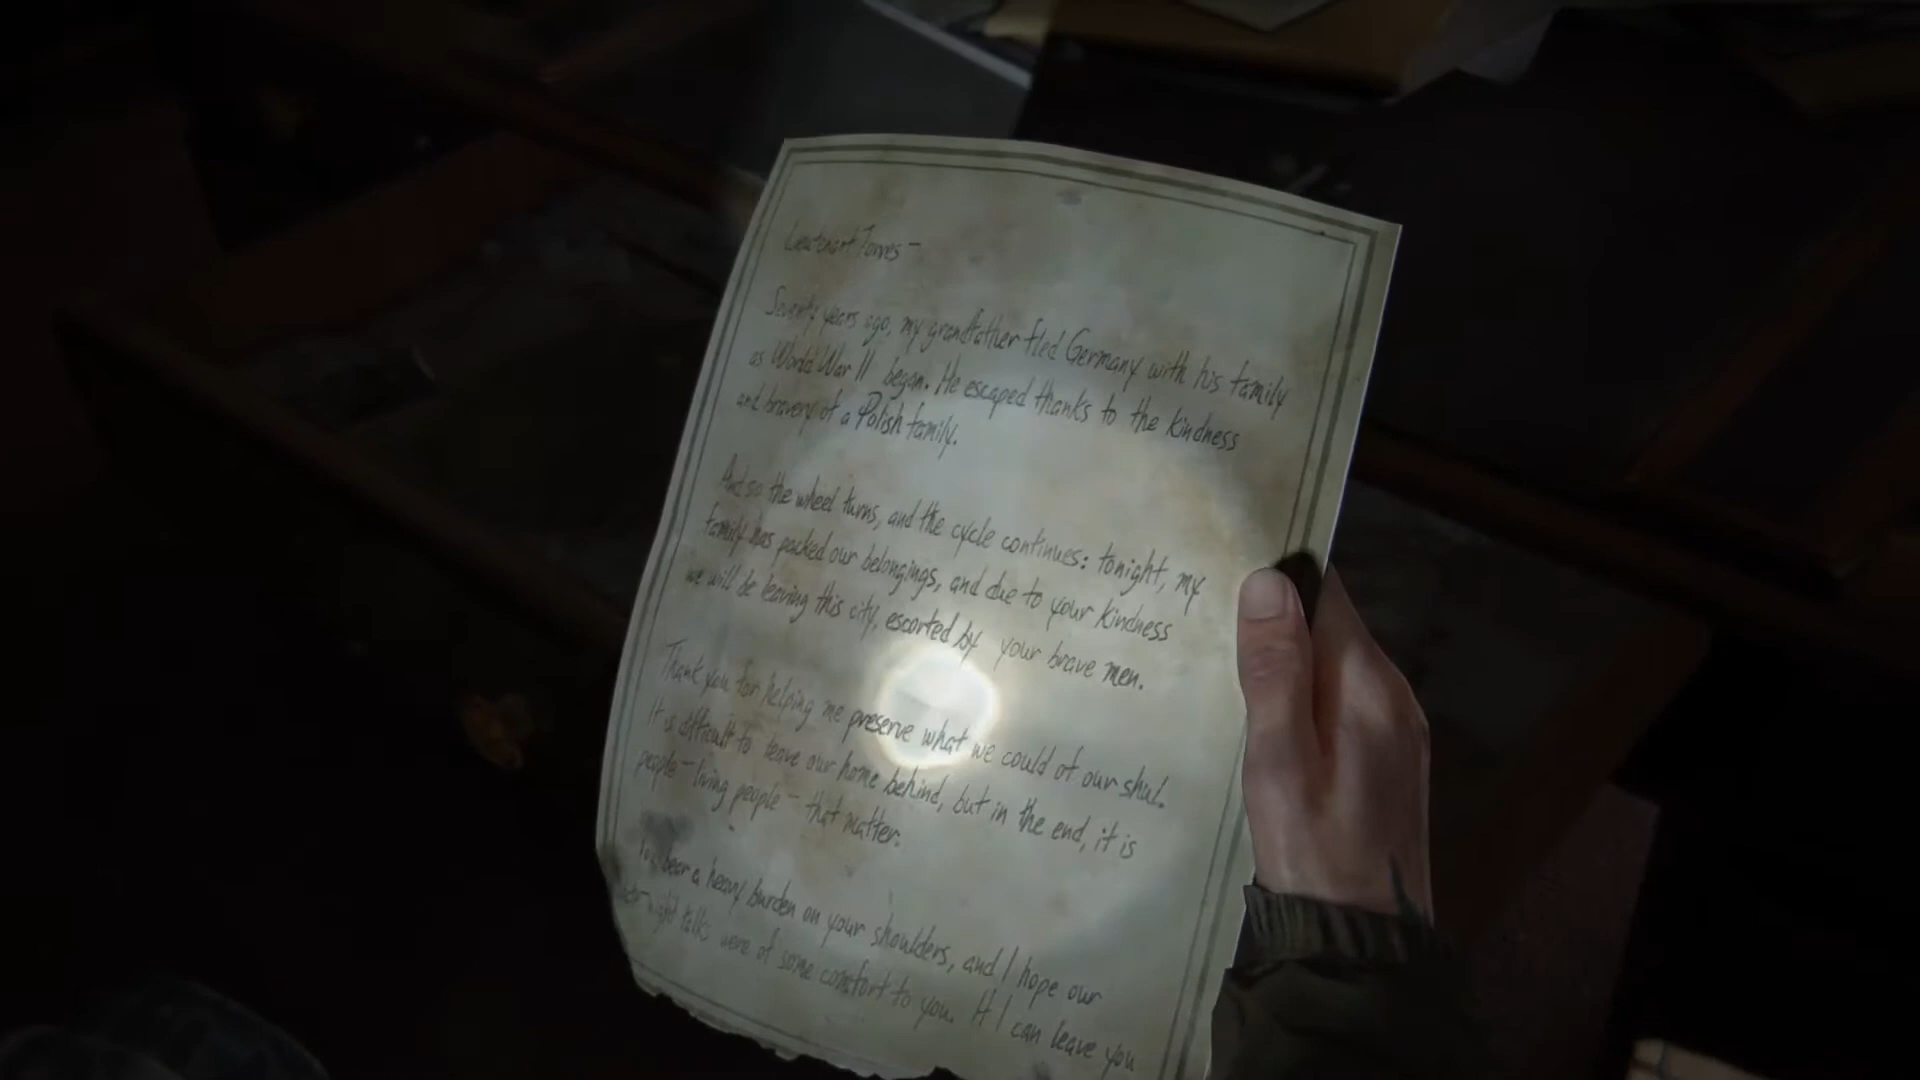 Lieutenant Torres -
Seventy years ago, my grandfather fled Germany with his family
as World War II began. He escaped thanks to the kindness
and bravery of a Polish family.
And so the wheel turns, and the cycle continues: tonight, my
family has packed our belongings, and due to your kindness
we will be leaving this city, escorted by your brave men.
Thank you for helping me preserve what we could of our shul.
It is difficult to leave our home behind, but in the end, it is
people - living people - that matter.
You bear a heavy burden on your shoulders, and I hope our
night talks were of some comfort to you. If I can leave you